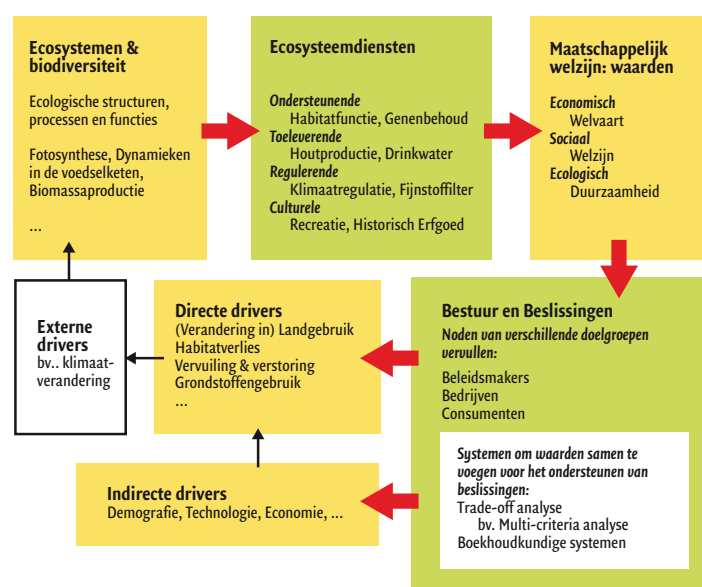 Ecosystemen &
biodiversiteit
Ecologische structuren,
processen en functies
Fotosynthese, Dynamieken
in de voedselketen,
Biomassaproductie
...
Ecosysteemdiensten
Ondersteunende
Habitatfunctie, Genenbehoud
Toeleverende
Houtproductie, Drinkwater
Regulerende
Klimaatregulatie, Fijnstoffilter
Culturele
Recreatie, Historisch Erfgoed
Maatschappelijk
welzijn: waarden
Economisch
Welvaart
Sociaal
Welzijn
Ecologisch
Duurzaamheid
Externe
drivers
bv.. klimaat-
verandering
Directe drivers
(Verandering in) Landgebruik
Habitatverlies
Vervuiling & verstoring
Grondstoffengebruik
...
Bestuur en Beslissingen
Noden van verschillende doelgroepen
vervullen:
Beleidsmakers
Bedrijven
Consumenten
Systemen om waarden samen te
voegen voor het ondersteunen van
beslissingen:
Trade-off analyse
bv. Multi-criteria analyse
Boekhoudkundige systemen
Indirecte drivers
Demografie, Technologie, Economie, ...